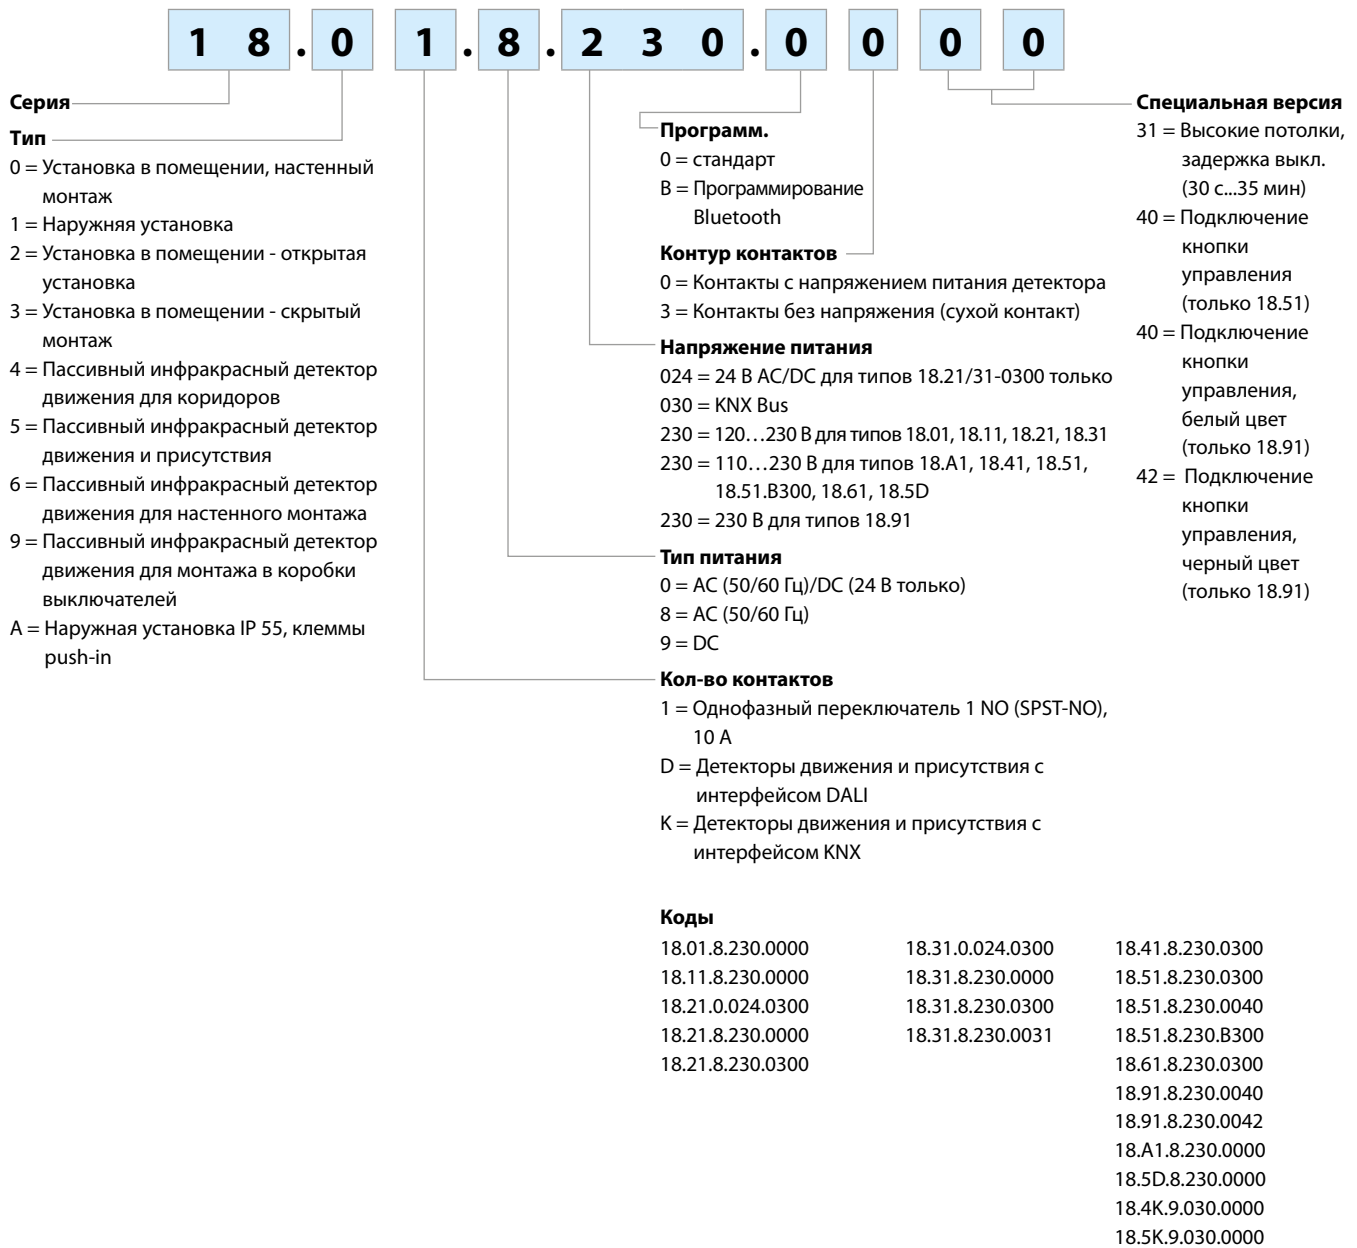 18.01.8.230.0000
Серия
Тип
0 = Установка в помещении, настенный
монтаж
1 = Наружняя установка
2 = Установка в помещении - открытая
установка
3 = Установка в помещении - скрытый
монтаж
4 = Пассивный инфракрасный детектор
движения для коридоров
5 = Пассивный инфракрасный детектор
движения и присутствия
6 = Пассивный инфракрасный детектор
движения для настенного монтажа
9 = Пассивный инфракрасный детектор
движения для монтажа в коробки
выключателей
A = Наружная установка IP 55, клеммы
push-in
Программ.
0 = стандарт
B = Программирование
Bluetooth
Контур контактов
0 = Контакты с напряжением питания детектора
3 = Контакты без напряжения (сухой контакт)
Напряжение питания
024 = 24 В AC/DC для типов 18.21/31-0300 только
030 = KNX Bus
230 = 120…230 В для типов 18.01, 18.11, 18.21, 18.31
230 = 110…230 В для типов 18.A1, 18.41, 18.51,
18.51.B300, 18.61, 18.5D
230 = 230 В для типов 18.91
Тип питания
0 = AC (50/60 Гц)/DC (24 В только)
8 = AC (50/60 Гц)
9 = DC
Кол-во контактов
1 = Однофазный переключатель 1 NO (SPST-NO),
10 A
D = Детекторы движения и присутствия с
интерфейсом DALI
K = Детекторы движения и присутствия с
интерфейсом KNX
Специальная версия
31 = Высокие потолки,
задержка выкл.
(30 с...35 мин)
40 = Подключение
кнопки
управления
(только 18.51)
40 = Подключение
кнопки
управления,
белый цвет
(только 18.91)
42 = Подключение
кнопки
управления,
черный цвет
(только 18.91)
Коды
18.01.8.230.0000
18.11.8.230.0000
18.21.0.024.0300
18.21.8.230.0000
18.21.8.230.0300
18.31.0.024.0300
18.31.8.230.0000
18.31.8.230.0300
18.31.8.230.0031
18.41.8.230.0300
18.51.8.230.0300
18.51.8.230.0040
18.51.8.230.B300
18.61.8.230.0300
18.91.8.230.0040
18.91.8.230.0042
18.A1.8.230.0000
18.5D.8.230.0000
18.4K.9.030.0000
18.5K.9.030.0000